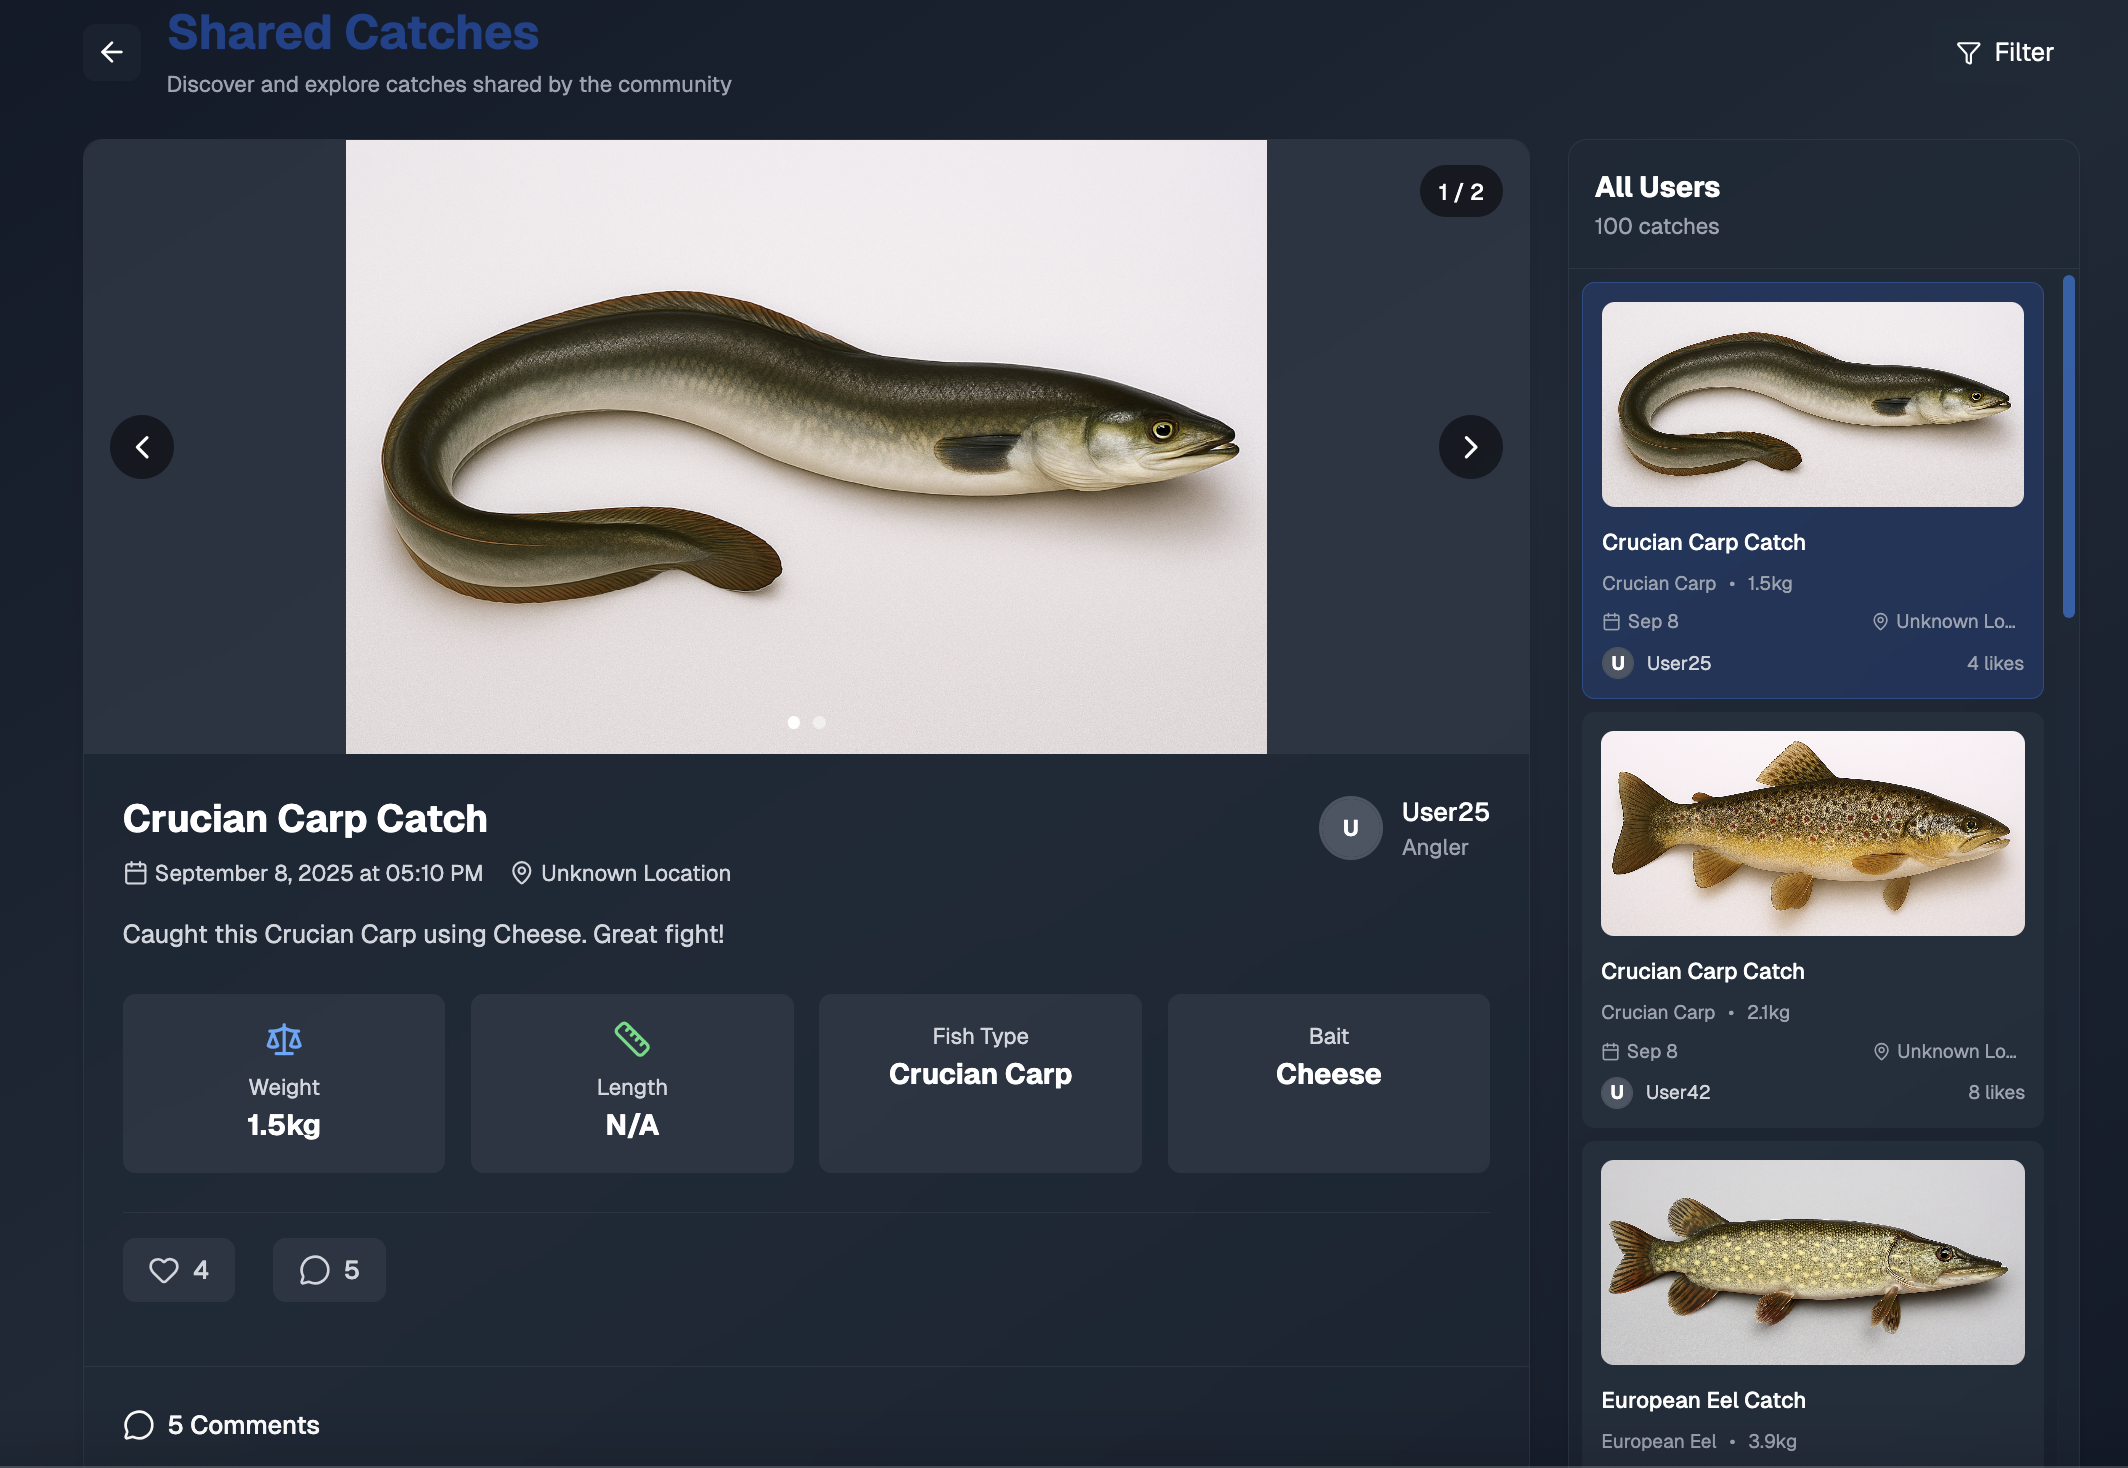 Shared Catches
Discover and explore catches shared by the community
Filter
1 / 2
Crucian Carp Catch
September 8, 2025 at 05:10 PM
Unknown Location
U
User25
Angler
Caught this Crucian Carp using Cheese. Great fight!
Weight
1.5kg
Length
N/A
Fish Type
Crucian Carp
Bait
Cheese
4
5
5 Comments
All Users
100 catches
Crucian Carp Catch
Crucian Carp • 1.5kg
Sep 8
Unknown Lo...
U
User25
4 likes
Crucian Carp Catch
Crucian Carp • 2.1kg
Sep 8
Unknown Lo...
U
User42
8 likes
European Eel Catch
European Eel • 3.9kg